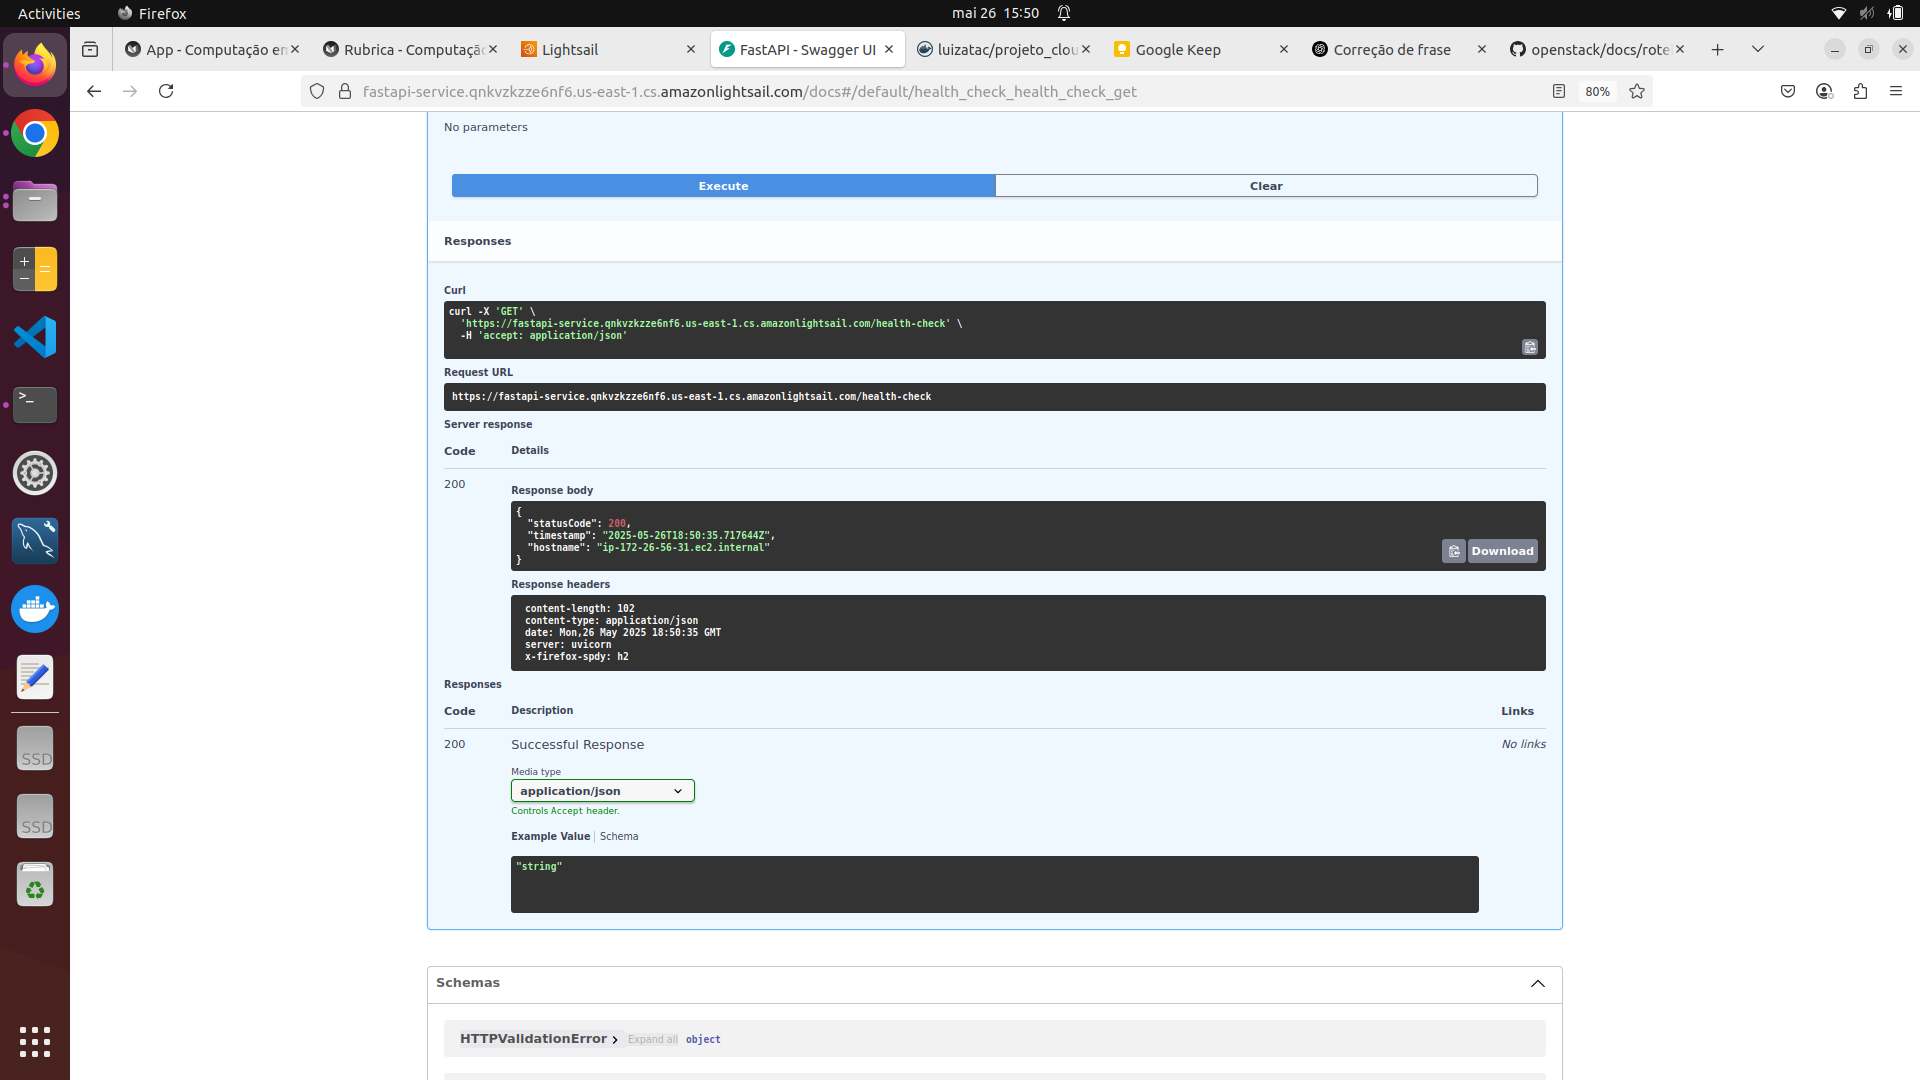 Activities
Firefox
mai 26 15:50
App - Computação en
Rubrica - Computaçã
Lightsail
FastAPI - Swagger UI
luizatac/projeto_clou
Google Keep
Correção de frase
openstack/docs/rote
fastapi-service.qnkvzkzze6nf6.us-east-1.cs.amazonlightsail.com/docs#/default/health_check_health_check_get
80%
No parameters
Execute
Clear
Responses
Curl
curl -X 'GET' \
'https://fastapi-service.qnkvzkzze6nf6.us-east-1.cs.amazonlightsail.com/health-check' \
-H 'accept: application/json'
Request URL
https://fastapi-service.qnkvzkzze6nf6.us-east-1.cs.amazonlightsail.com/health-check
Server response
Code Details
200
Response body
{
"statusCode": 200,
"timestamp": "2025-05-26T18:50:35.717644Z",
"hostname": "ip-172-26-56-31.ec2.internal"
}
Download
Response headers
content-length: 102
content-type: application/json
date: Mon,26 May 2025 18:50:35 GMT
server: uvicorn
x-firefox-spdy: h2
Responses
Code Description Links
200 Successful Response No links
Media type
application/json
Controls Accept header.
Example Value Schema
"string"
Schemas
HTTPValidationError Expand all object
SSD
SSD